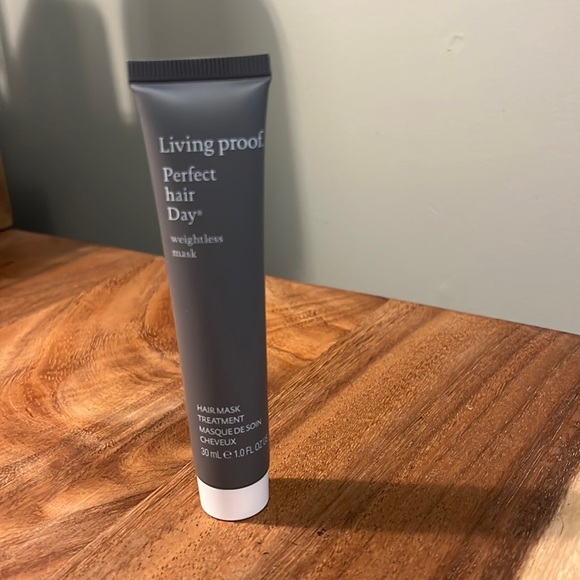 Living proof.
Perfect
hair
Day®
weightless
mask
HAIR MASK
TREATMENT
MASQUE DE SOIN
CHEVEUX
30 mL ℮ 1.0 FL OZ US